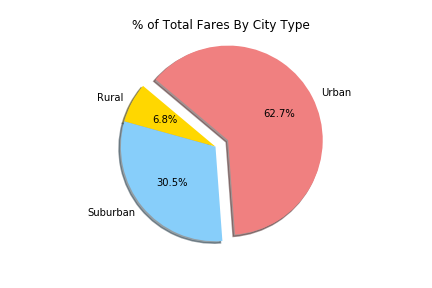 % of Total Fares By City Type
Rural
6.8%
Urban
62.7%
30.5%
Suburban